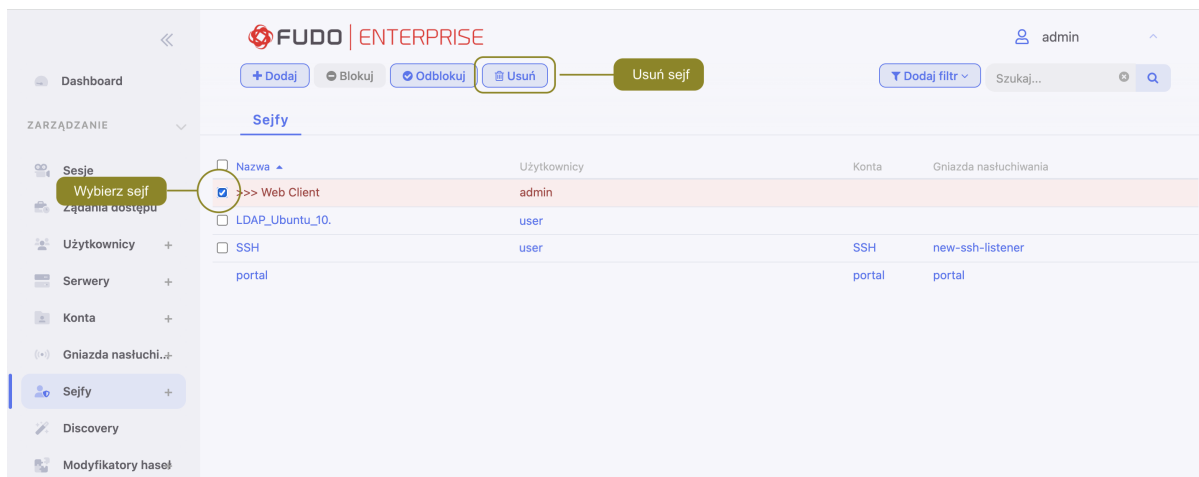 FUDO ENTERPRISE
admin
Dodaj
Blokuj
Odblokuj
Usuń
Usuń sejf
Dodaj filtr
Szukaj...
Dashboard
ZARZĄDZANIE
Sejfy
Nazwa Użytkownicy Konta Gniazda nasłuchiwania
Sesje
Wybierz sejf
>>> Web Client admin
Żądania dostępu
LDAP_Ubuntu_10. user
Użytkownicy +
SSH user SSH new-ssh-listener
portal portal portal
Serwery +
Konta +
Gniazda nasłuchi...+
Sejfy +
Discovery
Modyfikatory haseł